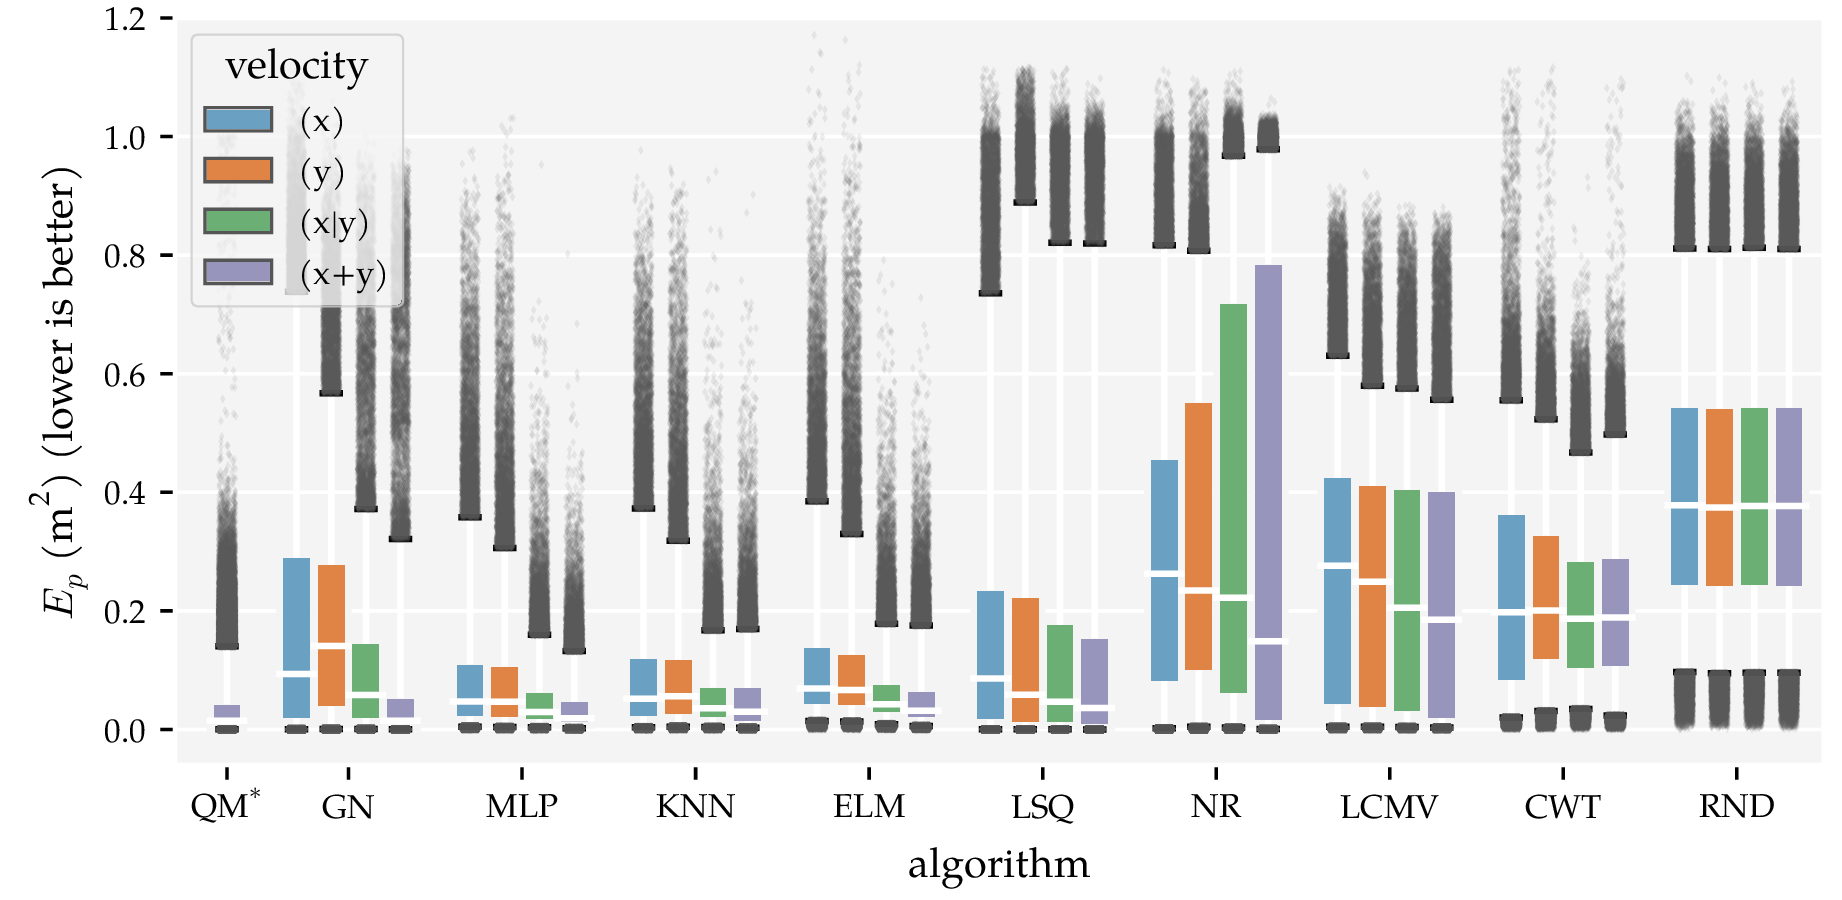 velocity
(x)
(y)
(x|y)
(x+y)
E_p (m²) (lower is better)
1.2
1.0
0.8
0.6
0.4
0.2
0.0
QM* GN MLP KNN ELM LSQ NR LCMV CWT RND
algorithm